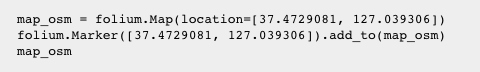 map_osm = folium.Map(location=[37.4729081, 127.039306])
folium.Marker([37.4729081, 127.039306]).add_to(map_osm)
map_osm